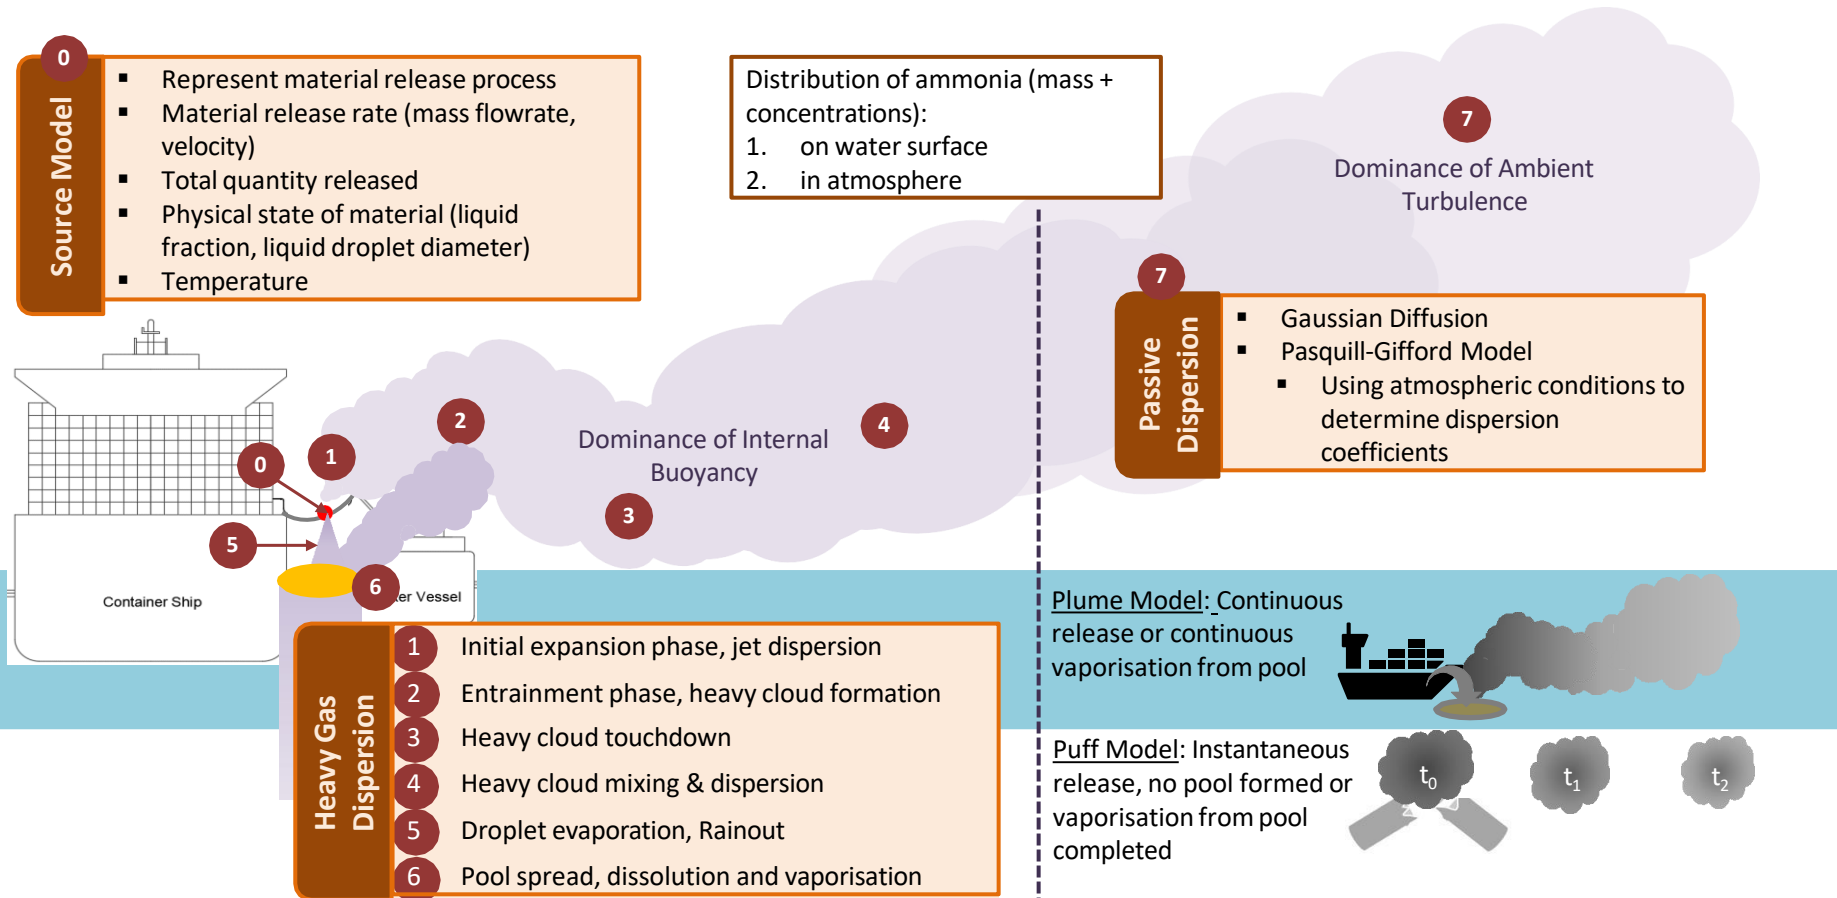 0
Source Model
▪ Represent material release process
▪ Material release rate (mass flowrate,
velocity)
▪ Total quantity released
▪ Physical state of material (liquid
fraction, liquid droplet diameter)
▪ Temperature
Distribution of ammonia (mass +
concentrations):
1. on water surface
2. in atmosphere
7
Dominance of Ambient
Turbulence
7
Passive
Dispersion
▪ Gaussian Diffusion
▪ Pasquill-Gifford Model
▪ Using atmospheric conditions to
determine dispersion
coefficients
2
Dominance of Internal
Buoyancy
4
0
1
3
5
6
Container Ship
er Vessel
Heavy Gas
Dispersion
1 Initial expansion phase, jet dispersion
2 Entrainment phase, heavy cloud formation
3 Heavy cloud touchdown
4 Heavy cloud mixing & dispersion
5 Droplet evaporation, Rainout
6 Pool spread, dissolution and vaporisation
Plume Model: Continuous
release or continuous
vaporisation from pool
Puff Model: Instantaneous
release, no pool formed or
vaporisation from pool
completed
t0
t1
t2